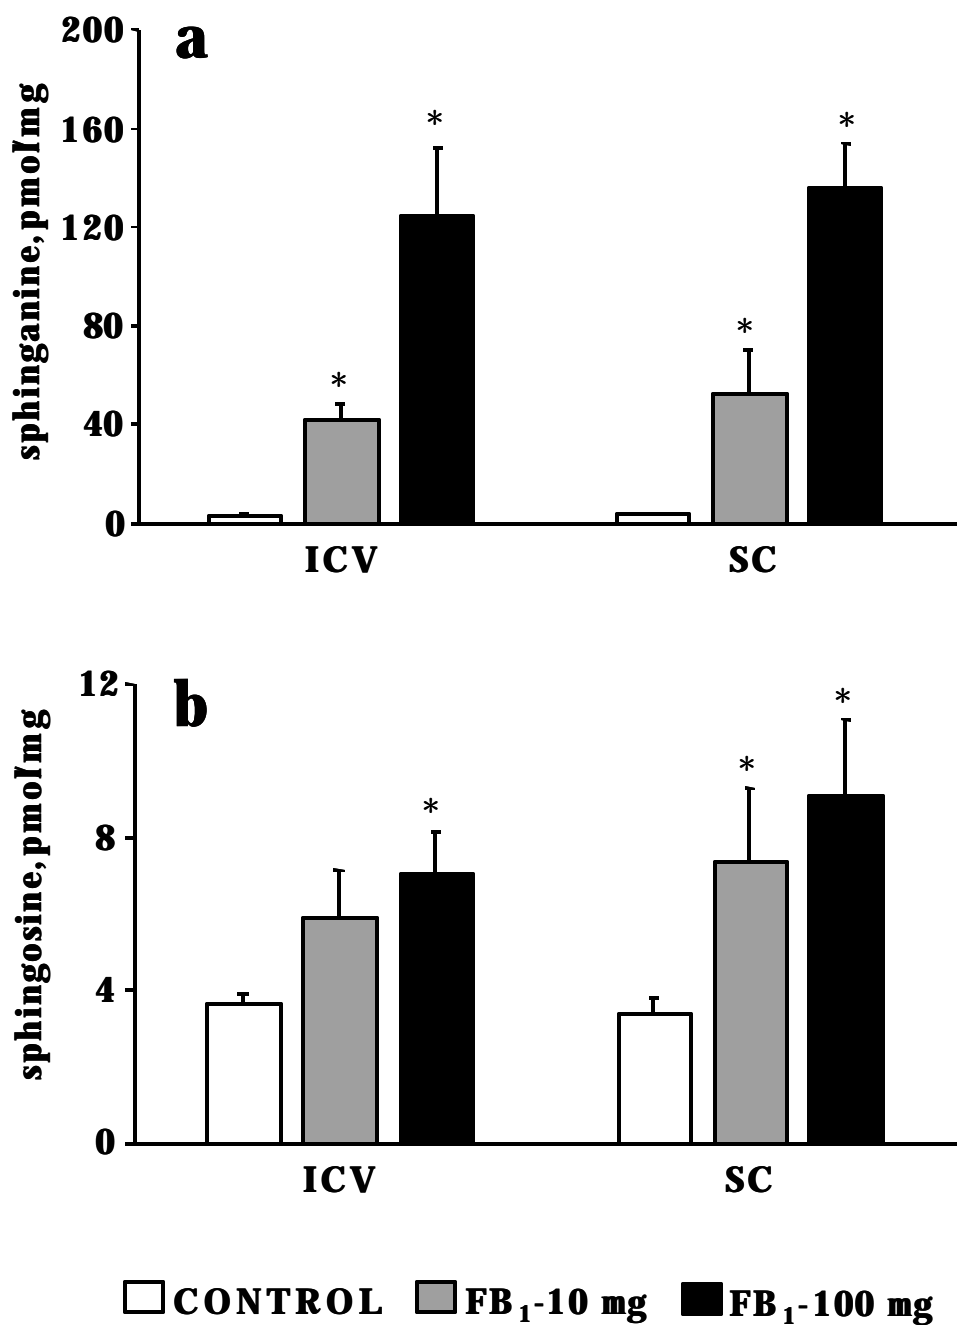 a
sphinganine, pmol/mg
200
160
120
80
40
0
* * * *
ICV SC
b
sphingosine, pmol/mg
12
8
4
0
* * *
ICV SC
CONTROL FB₁-10 mg FB₁-100 mg